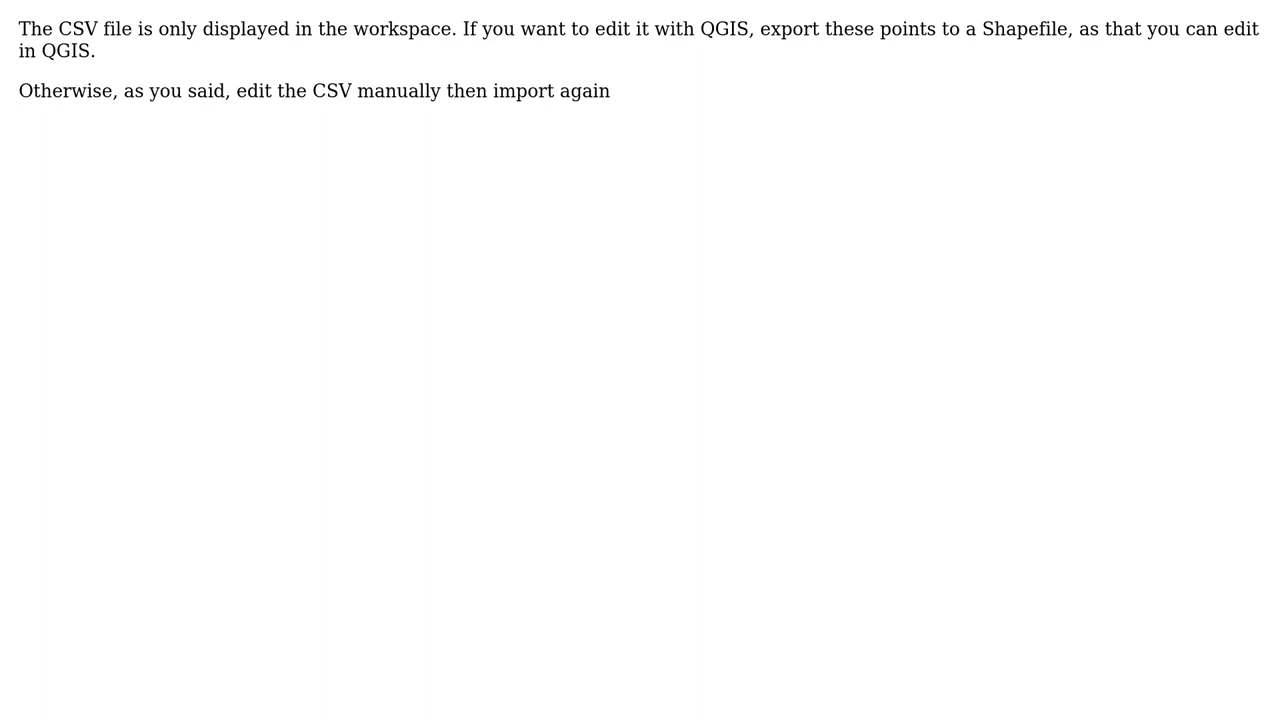 The CSV file is only displayed in the workspace. If you want to edit it with QGIS, export these points to a Shapefile, as that you can edit
in QGIS.
Otherwise, as you said, edit the CSV manually then import again